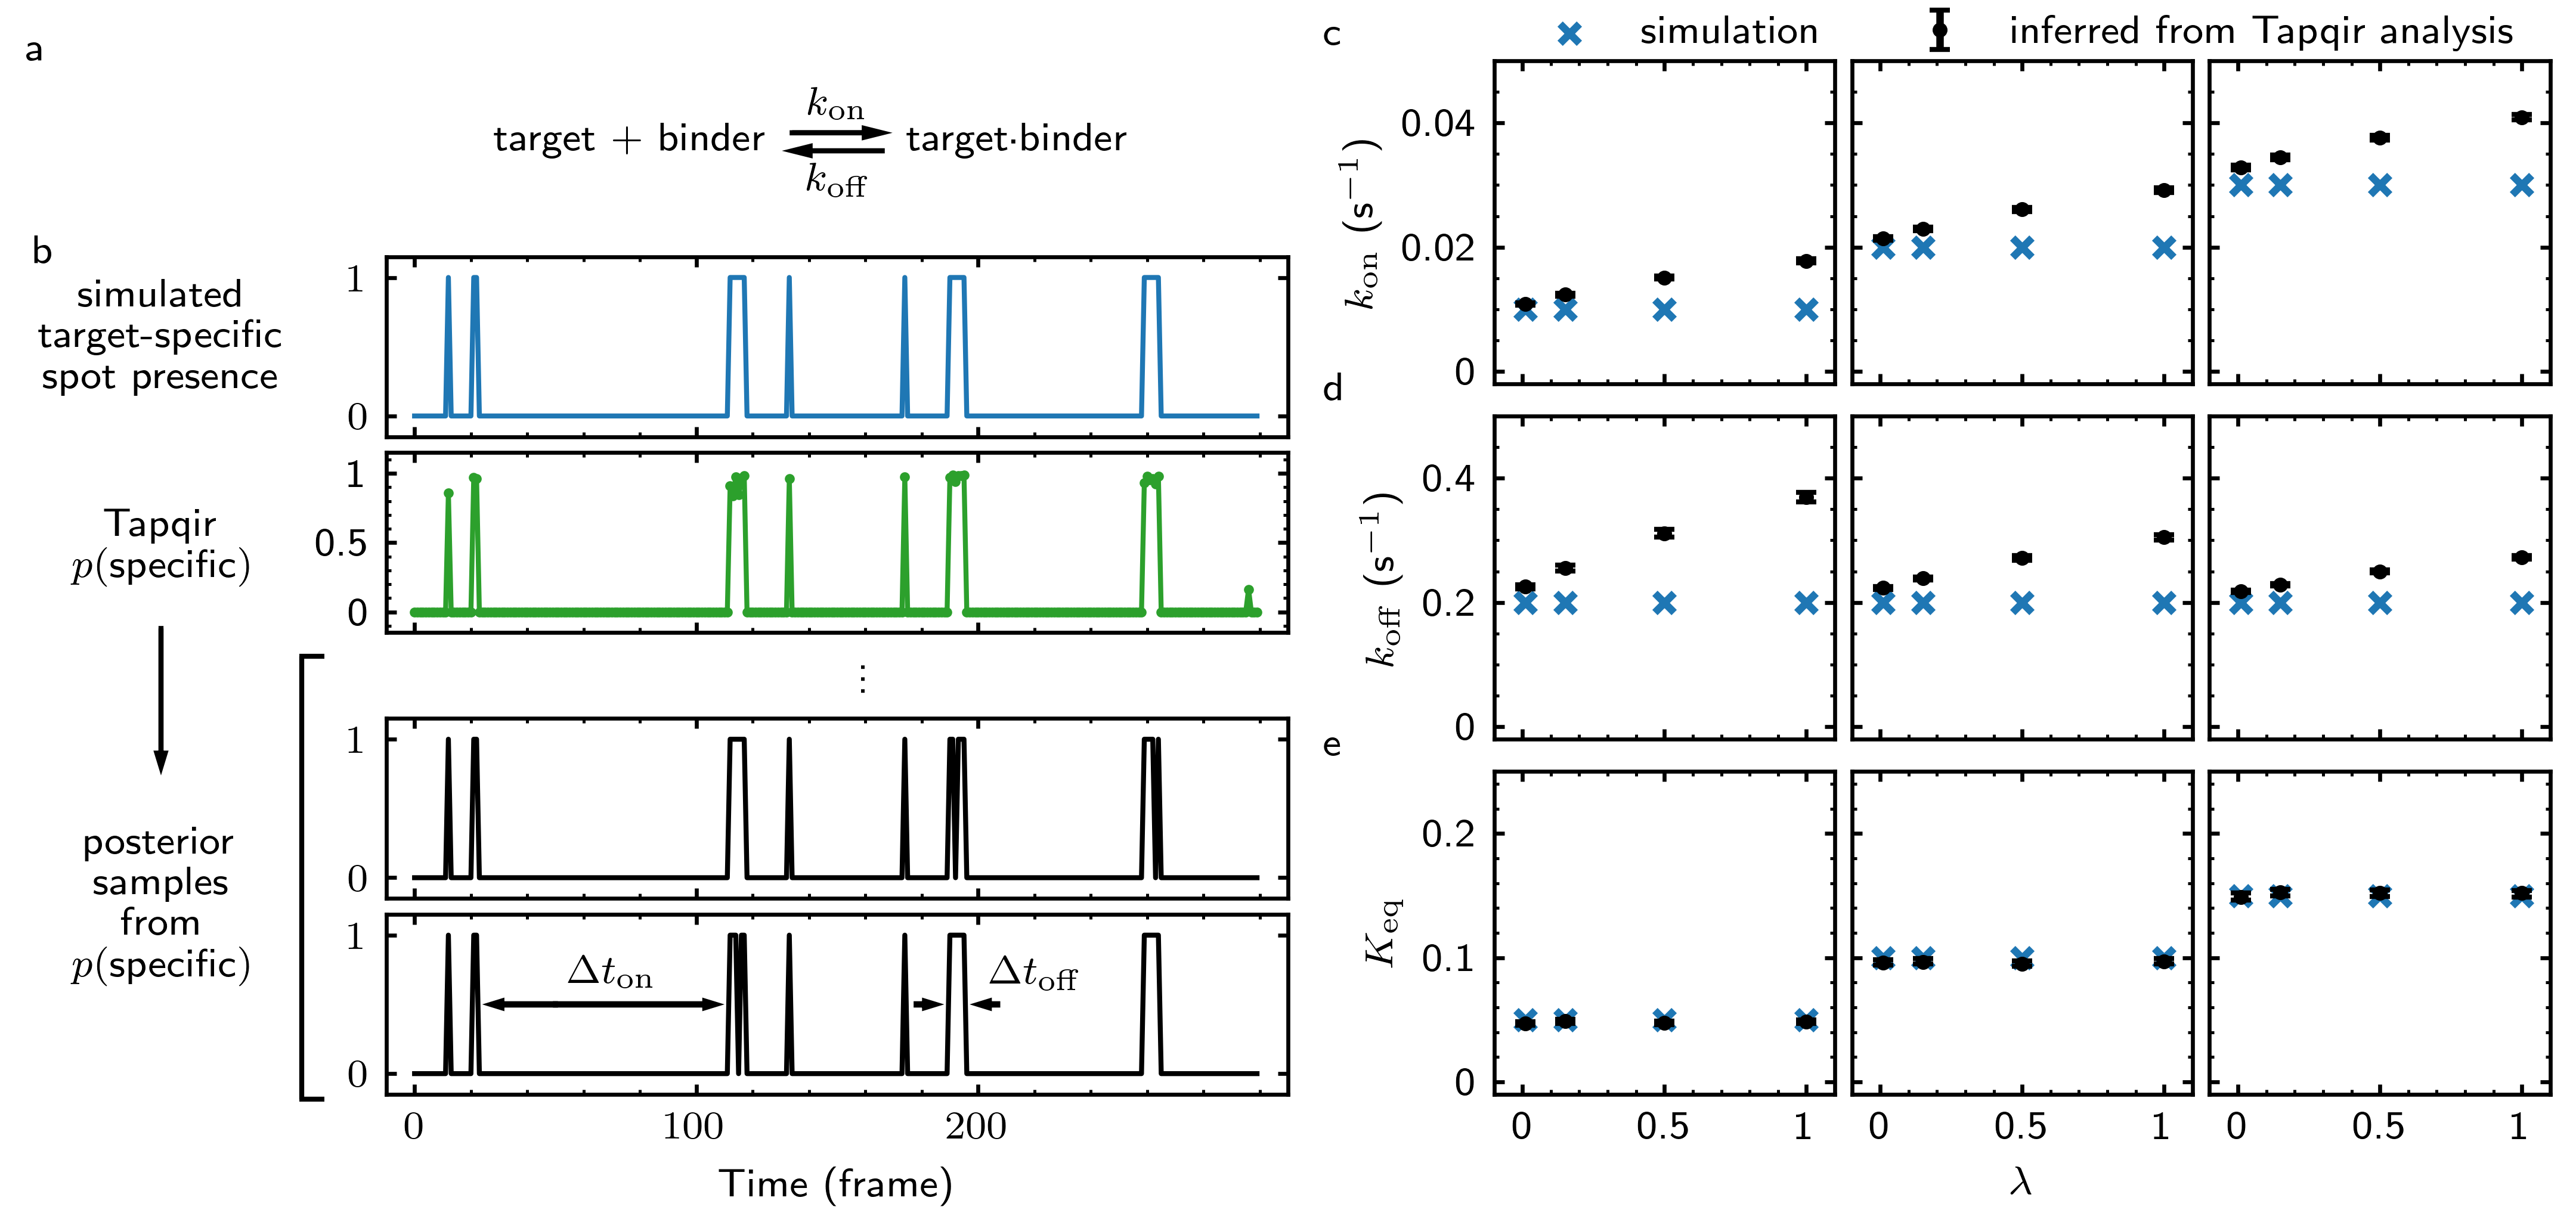 a
k_on
target + binder ⇌ target·binder
k_off
b
simulated
target-specific
spot presence
1
0
Tapqir
p(specific)
1
0.5
0
⋮
posterior
samples
from
p(specific)
1
0
1
0
Δt_on
Δt_off
0 100 200
Time (frame)
c
simulation
inferred from Tapqir analysis
k_on (s⁻¹)
0.04
0.02
0
d
k_off (s⁻¹)
0.4
0.2
0
e
K_eq
0.2
0.1
0
0 0.5 1 0 0.5 1 0 0.5 1
λ